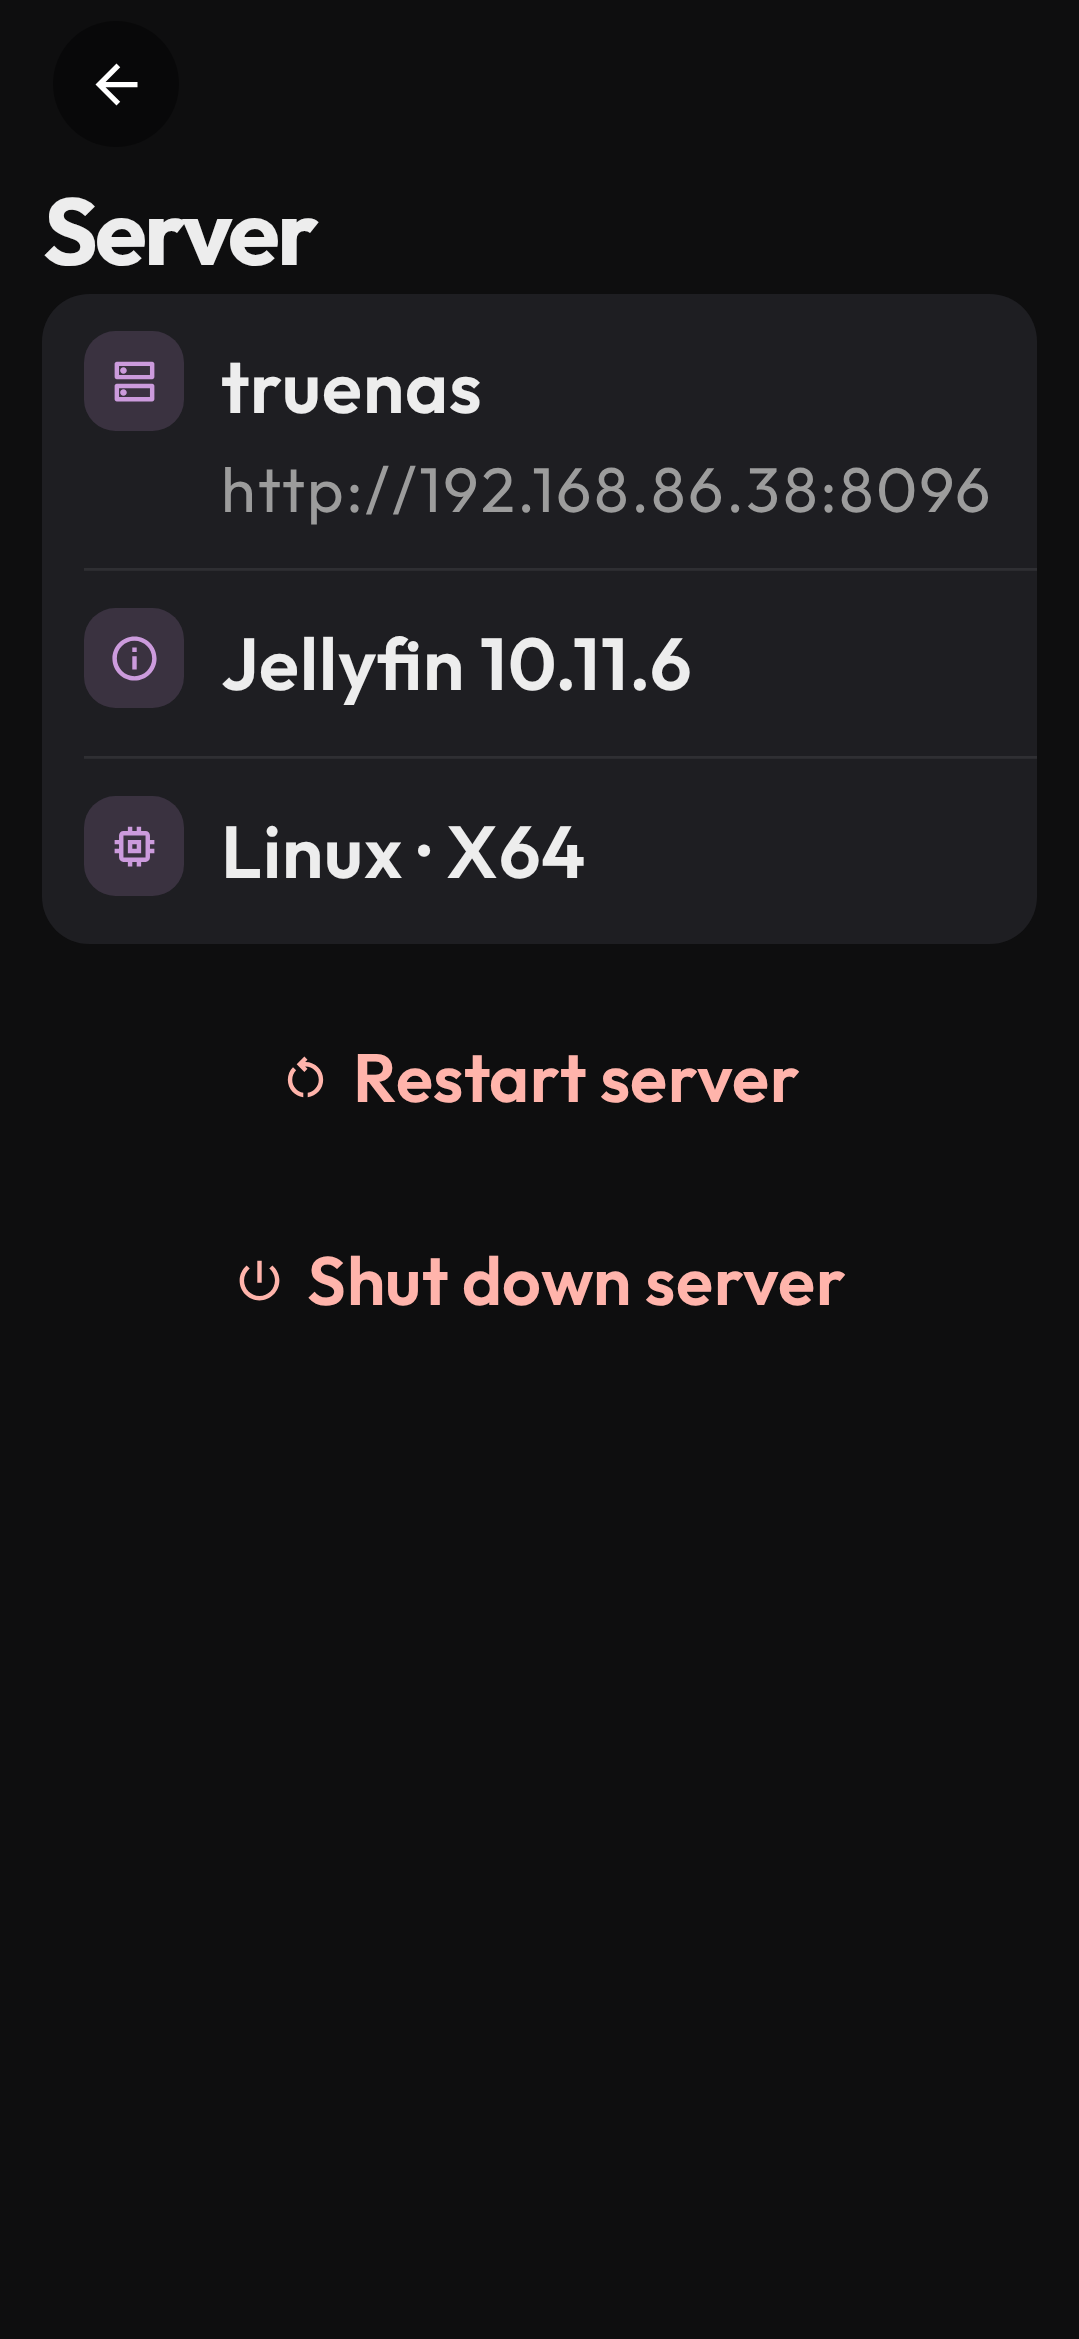 Server
truenas
http://192.168.86.38:8096
Jellyfin 10.11.6
Linux · X64
Restart server
Shut down server